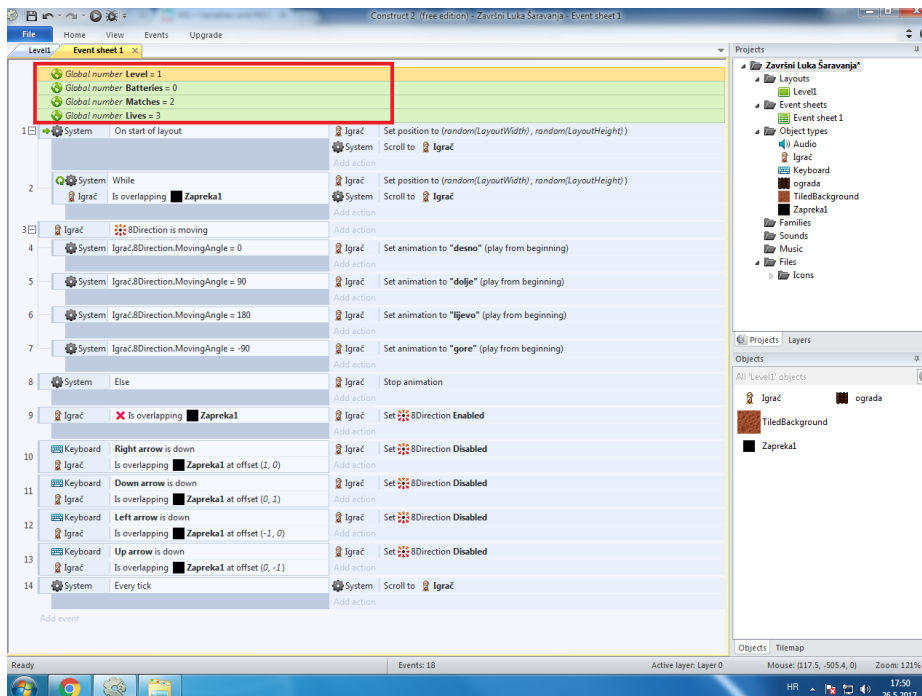 Construct 2 (free edition) - Završni Luka Šaravanja - Event sheet 1
File Home View Events Upgrade
Level1 Event sheet 1
Global number Level = 1
Global number Batteries = 0
Global number Matches = 2
Global number Lives = 3
1 System On start of layout Igrač Set position to (random(LayoutWidth) , random(LayoutHeight) )
System Scroll to Igrač
Add action
2 System While Igrač Set position to (random(LayoutWidth) , random(LayoutHeight) )
Igrač Is overlapping Zapreka1 System Scroll to Igrač
Add action
3 Igrač 8Direction is moving Add action
4 System Igrač.8Direction.MovingAngle = 0 Igrač Set animation to "desno" (play from beginning)
Add action
5 System Igrač.8Direction.MovingAngle = 90 Igrač Set animation to "dolje" (play from beginning)
Add action
6 System Igrač.8Direction.MovingAngle = 180 Igrač Set animation to "lijevo" (play from beginning)
Add action
7 System Igrač.8Direction.MovingAngle = -90 Igrač Set animation to "gore" (play from beginning)
Add action
8 System Else Igrač Stop animation
Add action
9 Igrač Is overlapping Zapreka1 Igrač Set 8Direction Enabled
Add action
10 Keyboard Right arrow is down Igrač Set 8Direction Disabled
Igrač Is overlapping Zapreka1 at offset (1, 0) Add action
11 Keyboard Down arrow is down Igrač Set 8Direction Disabled
Igrač Is overlapping Zapreka1 at offset (0, 1) Add action
12 Keyboard Left arrow is down Igrač Set 8Direction Disabled
Igrač Is overlapping Zapreka1 at offset (-1, 0) Add action
13 Keyboard Up arrow is down Igrač Set 8Direction Disabled
Igrač Is overlapping Zapreka1 at offset (0, -1) Add action
14 System Every tick System Scroll to Igrač
Add action
Add event
Projects
Završni Luka Šaravanja*
Layouts
Level1
Event sheets
Event sheet 1
Object types
Audio
Igrač
Keyboard
ograda
TiledBackground
Zapreka1
Families
Sounds
Music
Files
Icons
Projects Layers
Objects
All 'Level1' objects
Igrač ograda
TiledBackground
Zapreka1
Objects Tilemap
Ready Events: 18 Active layer: Layer 0 Mouse: (117.5, -505.4, 0) Zoom: 121%
HR 17:50
26.5.2017